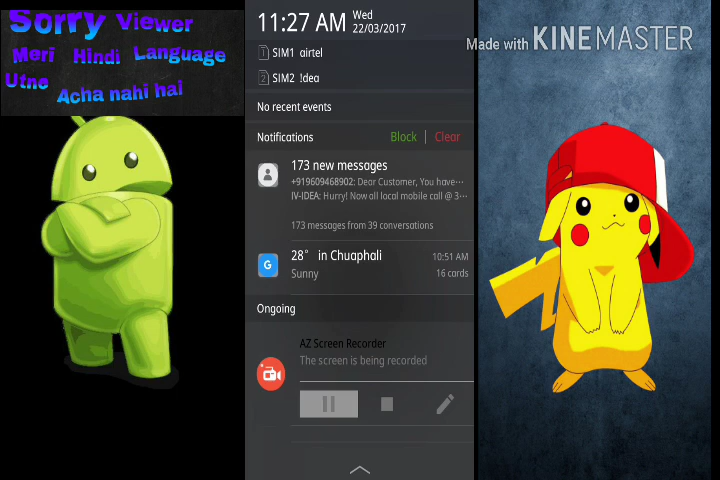 Sorry Viewer
Meri Hindi Language
Utne
Acha nahi hai
11:27 AM
Wed
22/03/2017
1 SIM1 airtel
2 SIM2 !dea
No recent events
Notifications
Block
Clear
173 new messages
+919609468902: Dear Customer, You have···
IV-IDEA: Hurry! Now all local mobile call @ 3···
173 messages from 39 conversations
G
28° in Chuaphali
10:51 AM
Sunny
16 cards
Ongoing
AZ Screen Recorder
The screen is being recorded
Made with KINEMASTER